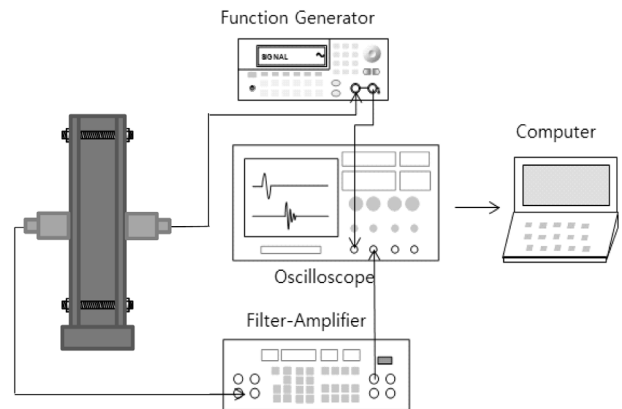 Function Generator
SIGNAL
Computer
Oscilloscope
Filter-Amplifier